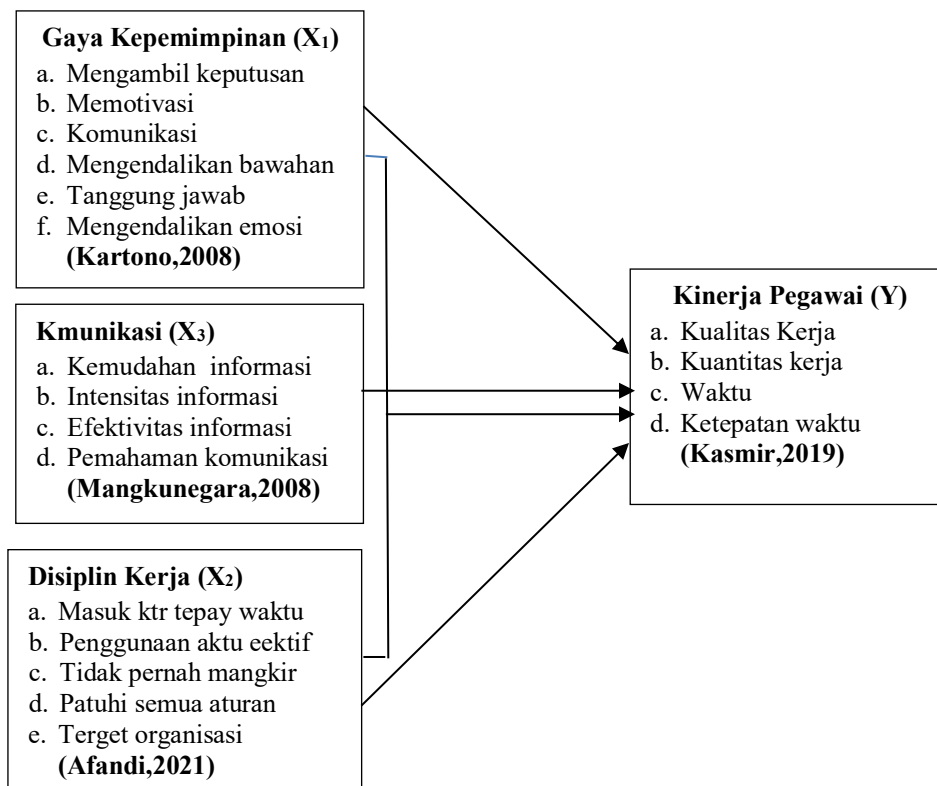 Gaya Kepemimpinan (X₁)
a. Mengambil keputusan
b. Memotivasi
c. Komunikasi
d. Mengendalikan bawahan
e. Tanggung jawab
f. Mengendalikan emosi
(Kartono,2008)
Kmunikasi (X₃)
a. Kemudahan informasi
b. Intensitas informasi
c. Efektivitas informasi
d. Pemahaman komunikasi
(Mangkunegara,2008)
Disiplin Kerja (X₂)
a. Masuk ktr tepay waktu
b. Penggunaan aktu eektif
c. Tidak pernah mangkir
d. Patuhi semua aturan
e. Terget organisasi
(Afandi,2021)
Kinerja Pegawai (Y)
a. Kualitas Kerja
b. Kuantitas kerja
c. Waktu
d. Ketepatan waktu
(Kasmir,2019)